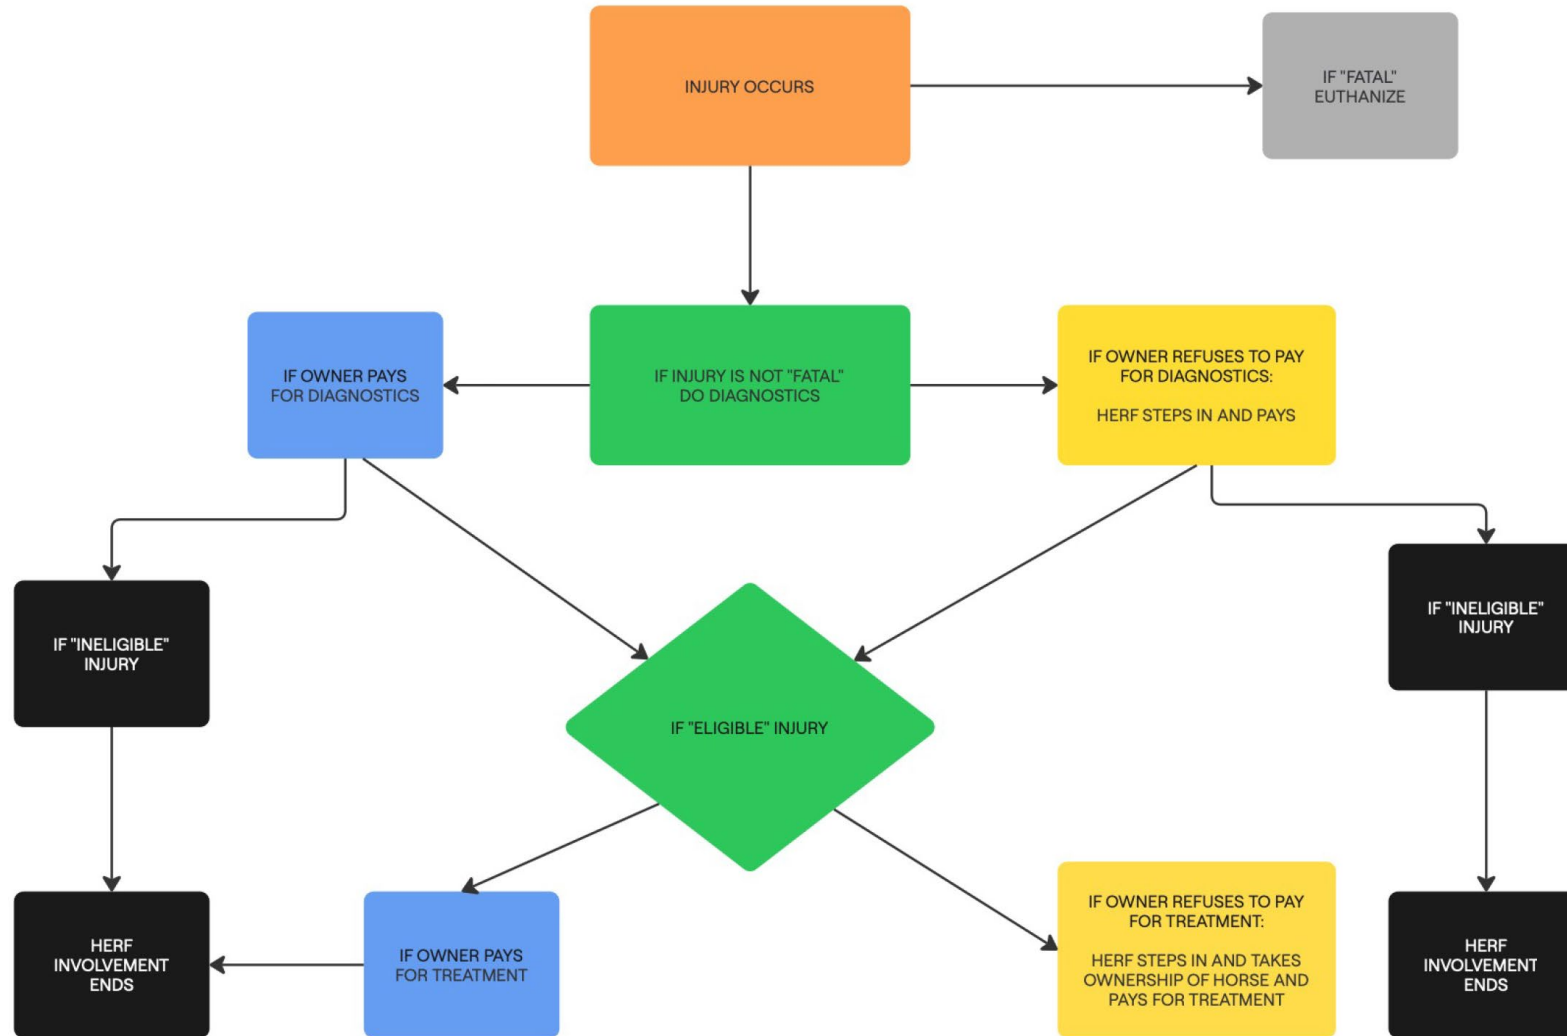 INJURY OCCURS
IF "FATAL"
EUTHANIZE
IF OWNER PAYS
FOR DIAGNOSTICS
IF INJURY IS NOT "FATAL"
DO DIAGNOSTICS
IF OWNER REFUSES TO PAY
FOR DIAGNOSTICS:
HERF STEPS IN AND PAYS
IF "INELIGIBLE"
INJURY
IF "ELIGIBLE" INJURY
IF "INELIGIBLE"
INJURY
HERF
INVOLVEMENT
ENDS
IF OWNER PAYS
FOR TREATMENT
IF OWNER REFUSES TO PAY
FOR TREATMENT:
HERF STEPS IN AND TAKES
OWNERSHIP OF HORSE AND
PAYS FOR TREATMENT
HERF
INVOLVEMENT
ENDS